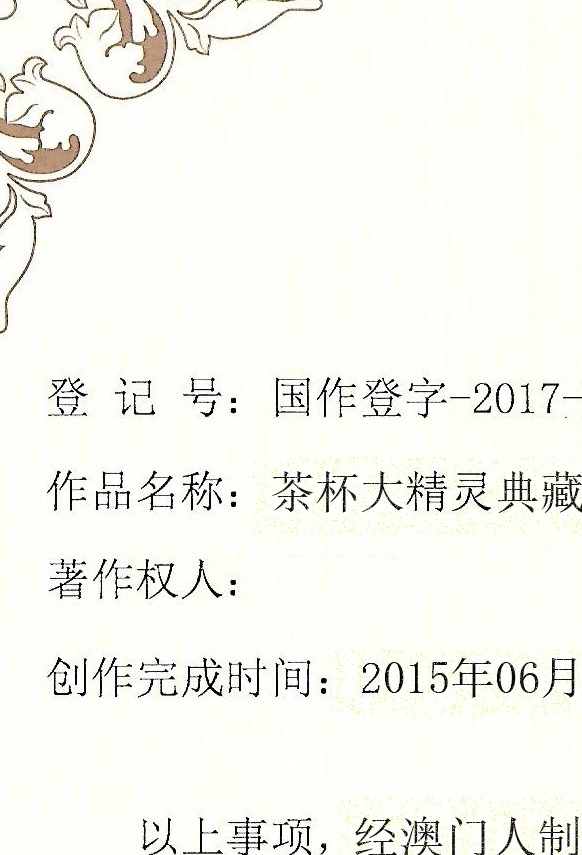 登 记 号：国作登字-2017-
作品名称：茶杯大精灵典藏
著作权人：
创作完成时间：2015年06月
以上事项，经澳门人制